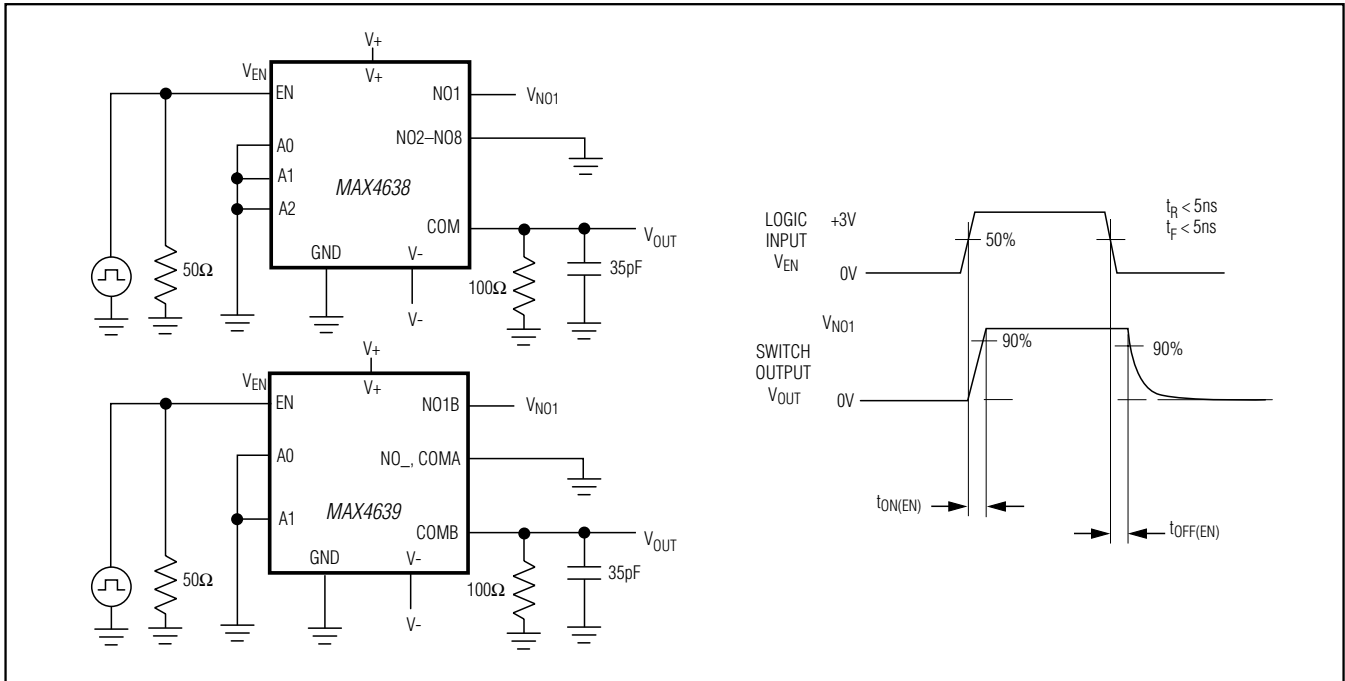 V+
V+
VEN
EN
NO1
VNO1
NO2–NO8
A0
A1
A2
MAX4638
COM
VOUT
GND
V-
50Ω
100Ω
35pF
V-
V+
V+
VEN
EN
NO1B
VNO1
A0
NO_, COMA
A1
MAX4639
COMB
VOUT
GND
V-
50Ω
100Ω
35pF
V-
LOGIC
INPUT
VEN
+3V
0V
50%
tR < 5ns
tF < 5ns
VNO1
SWITCH
OUTPUT
VOUT
0V
90%
90%
tON(EN)
tOFF(EN)